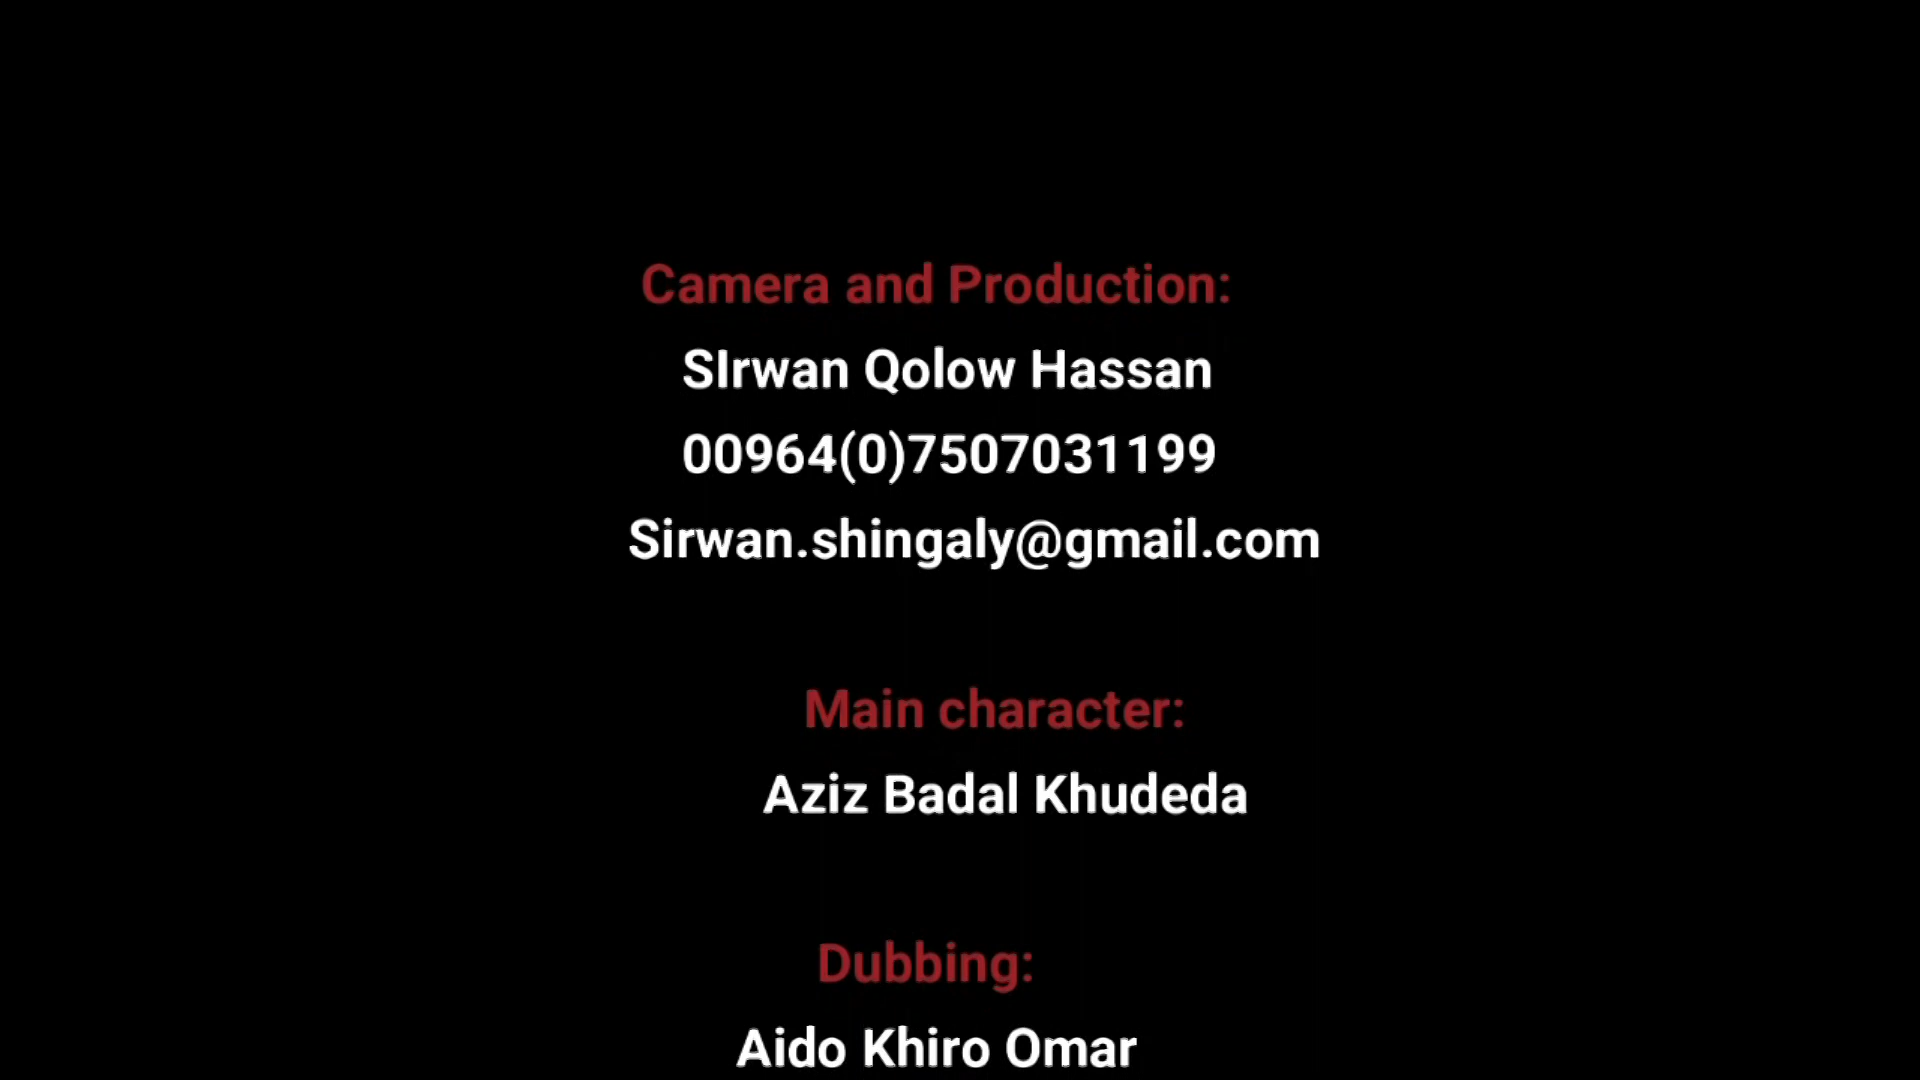 Camera and Production:
SIrwan Qolow Hassan
00964(0)7507031199
Sirwan.shingaly@gmail.com
Main character:
Aziz Badal Khudeda
Dubbing:
Aido Khiro Omar